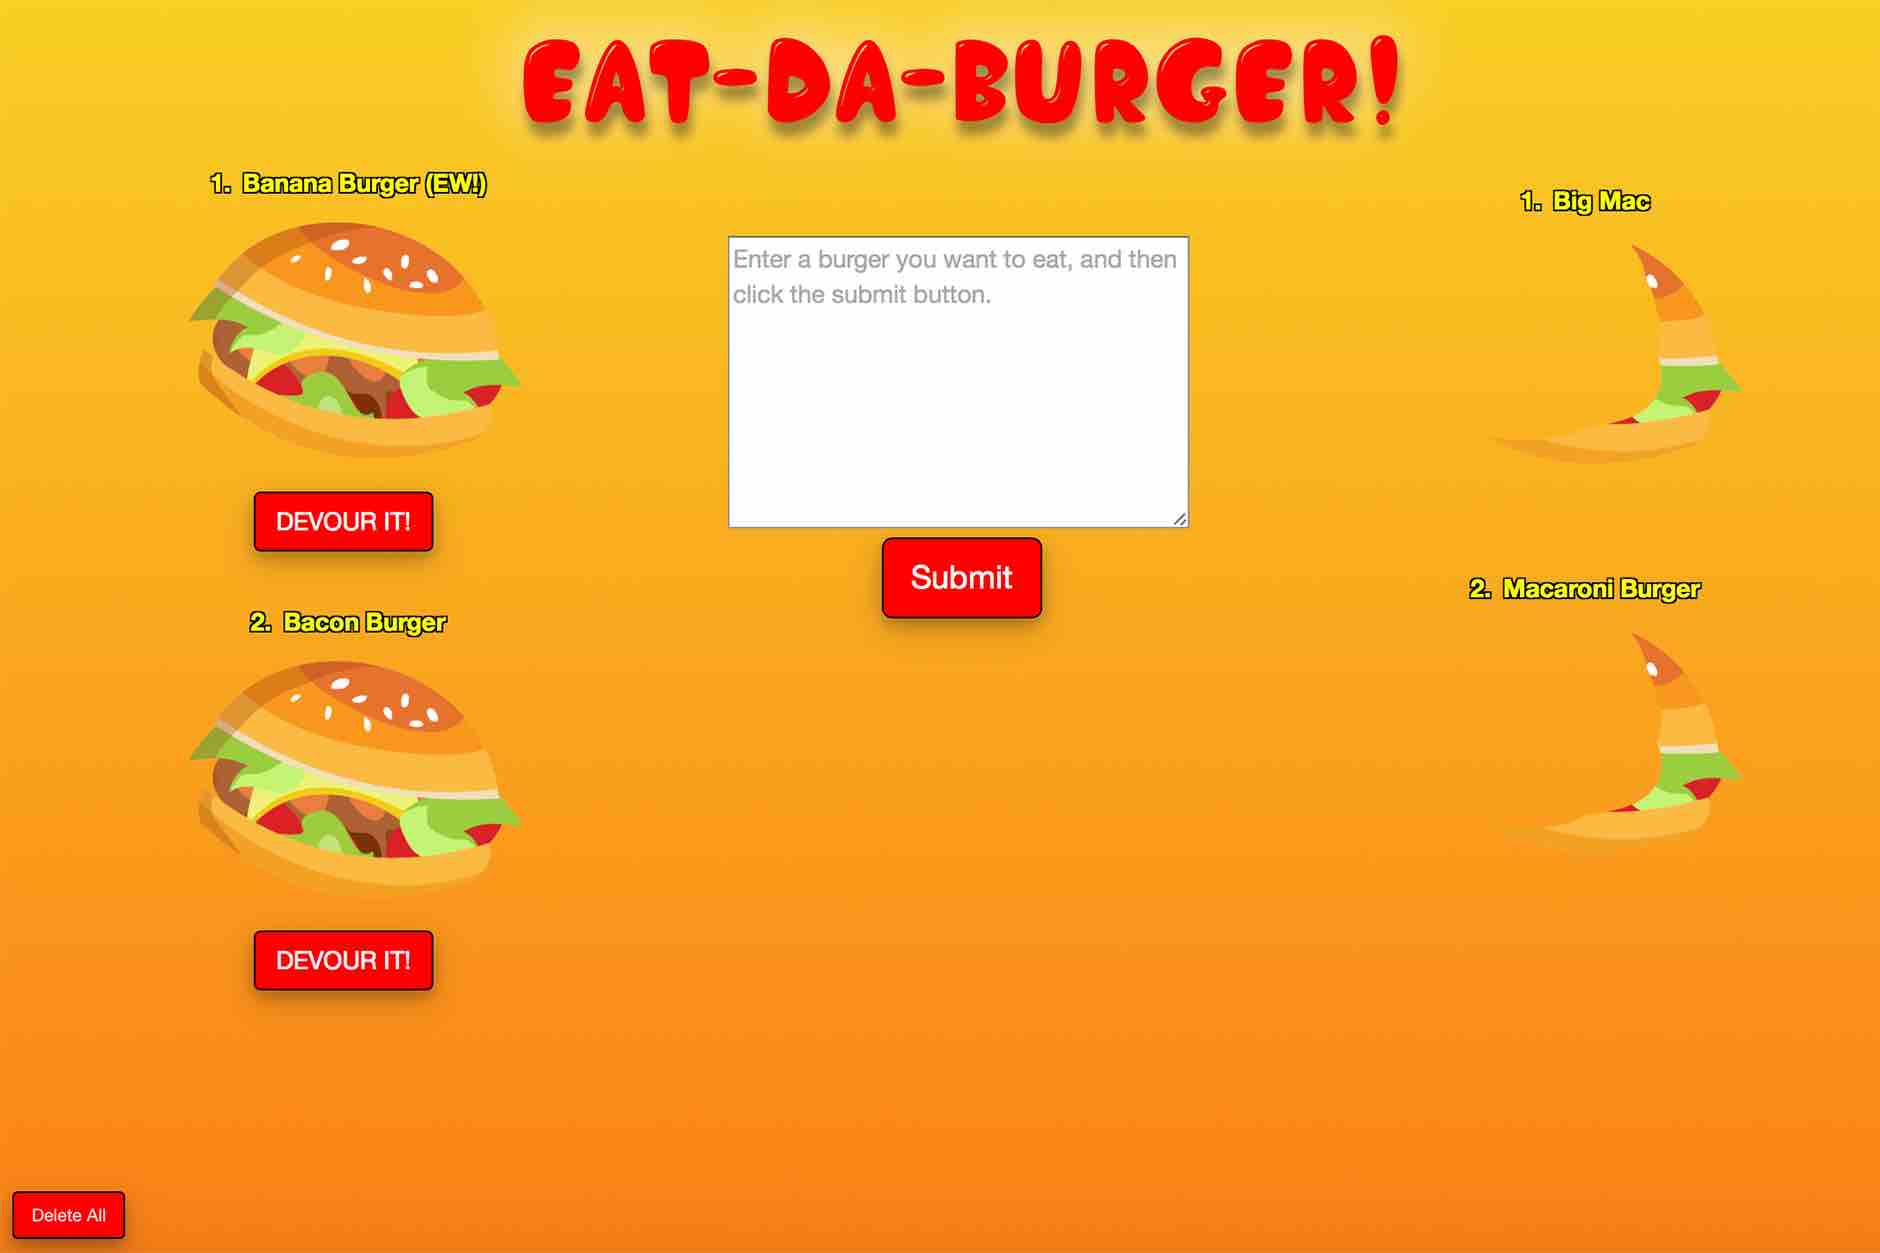 EAT-DA-BURGER!
1. Banana Burger (EW!)
DEVOUR IT!
2. Bacon Burger
DEVOUR IT!
Enter a burger you want to eat, and then
click the submit button.
Submit
1. Big Mac
2. Macaroni Burger
Delete All